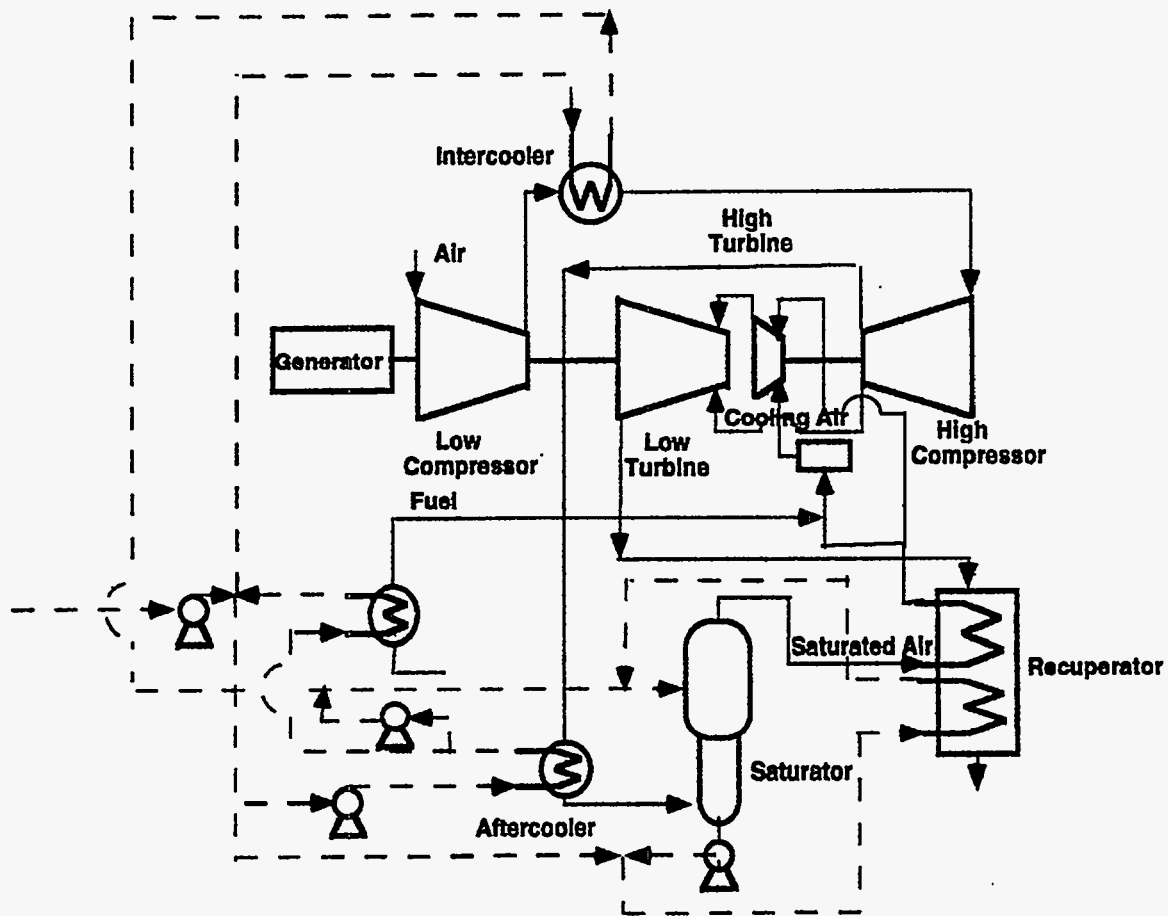 Intercooler
High
Turbine
Air
Generator
Cooling Air
Low
Compressor
Low
Turbine
High
Compressor
Fuel
Saturated Air
Recuperator
Saturator
Aftercooler